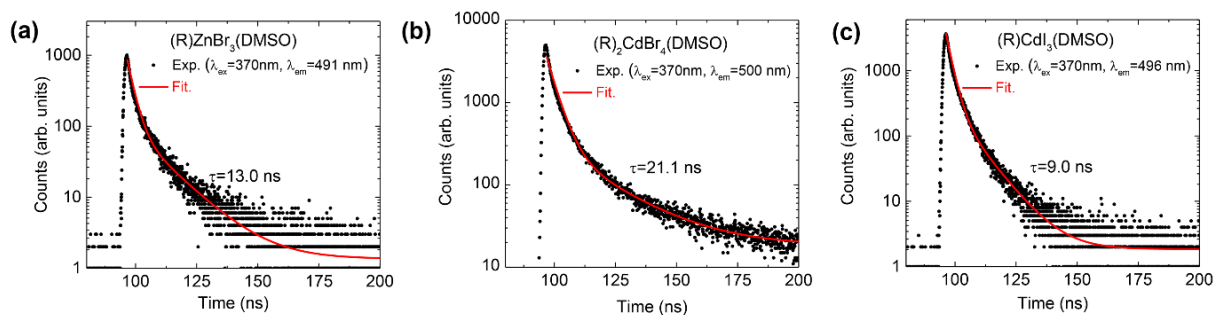 (a)
(R)ZnBr₃(DMSO)
Exp. (λₑₓ=370nm, λₑₘ=491 nm)
Fit.
τ=13.0 ns
Counts (arb. units)
1000
100
10
1
100 125 150 175 200
Time (ns)
(b)
(R)₂CdBr₄(DMSO)
Exp. (λₑₓ=370nm, λₑₘ=500 nm)
Fit.
τ=21.1 ns
Counts (arb. units)
10000
1000
100
10
100 125 150 175 200
Time (ns)
(c)
(R)CdI₃(DMSO)
Exp. (λₑₓ=370nm, λₑₘ=496 nm)
Fit.
τ=9.0 ns
Counts (arb. units)
1000
100
10
1
100 125 150 175 200
Time (ns)